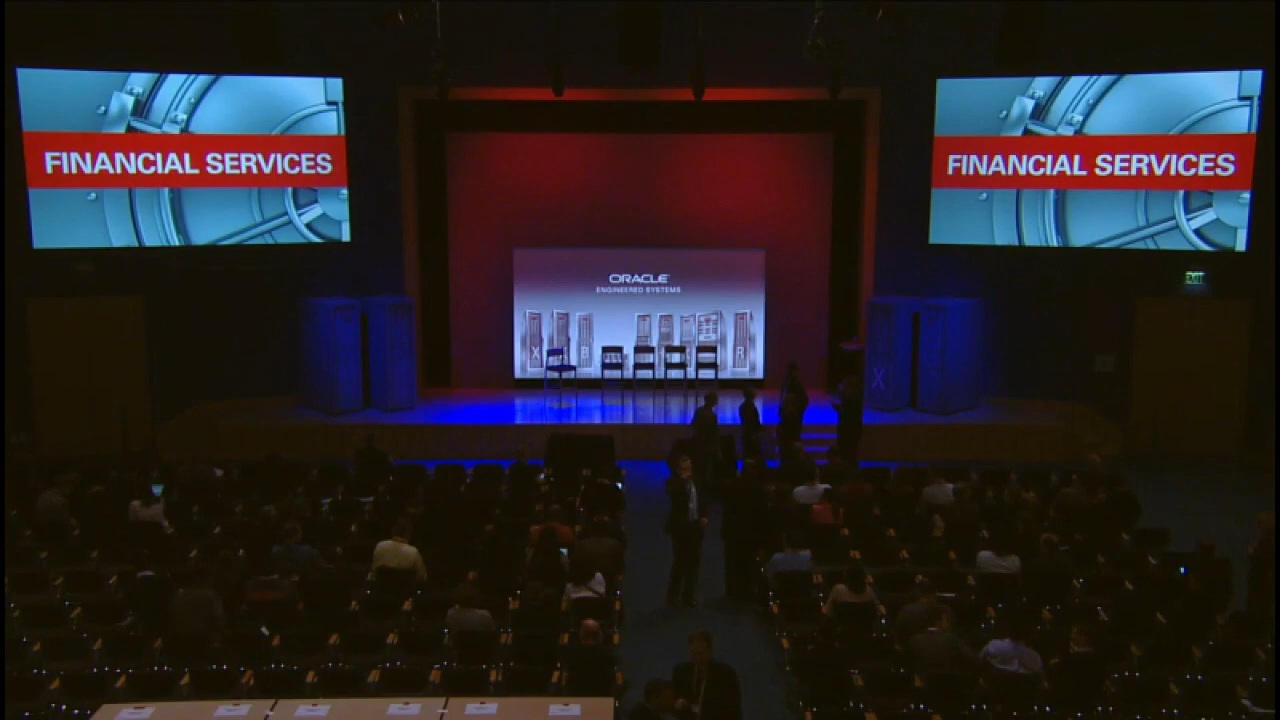 FINANCIAL SERVICES
FINANCIAL SERVICES
EXIT
ORACLE
ENGINEERED SYSTEMS
X
B
R
X